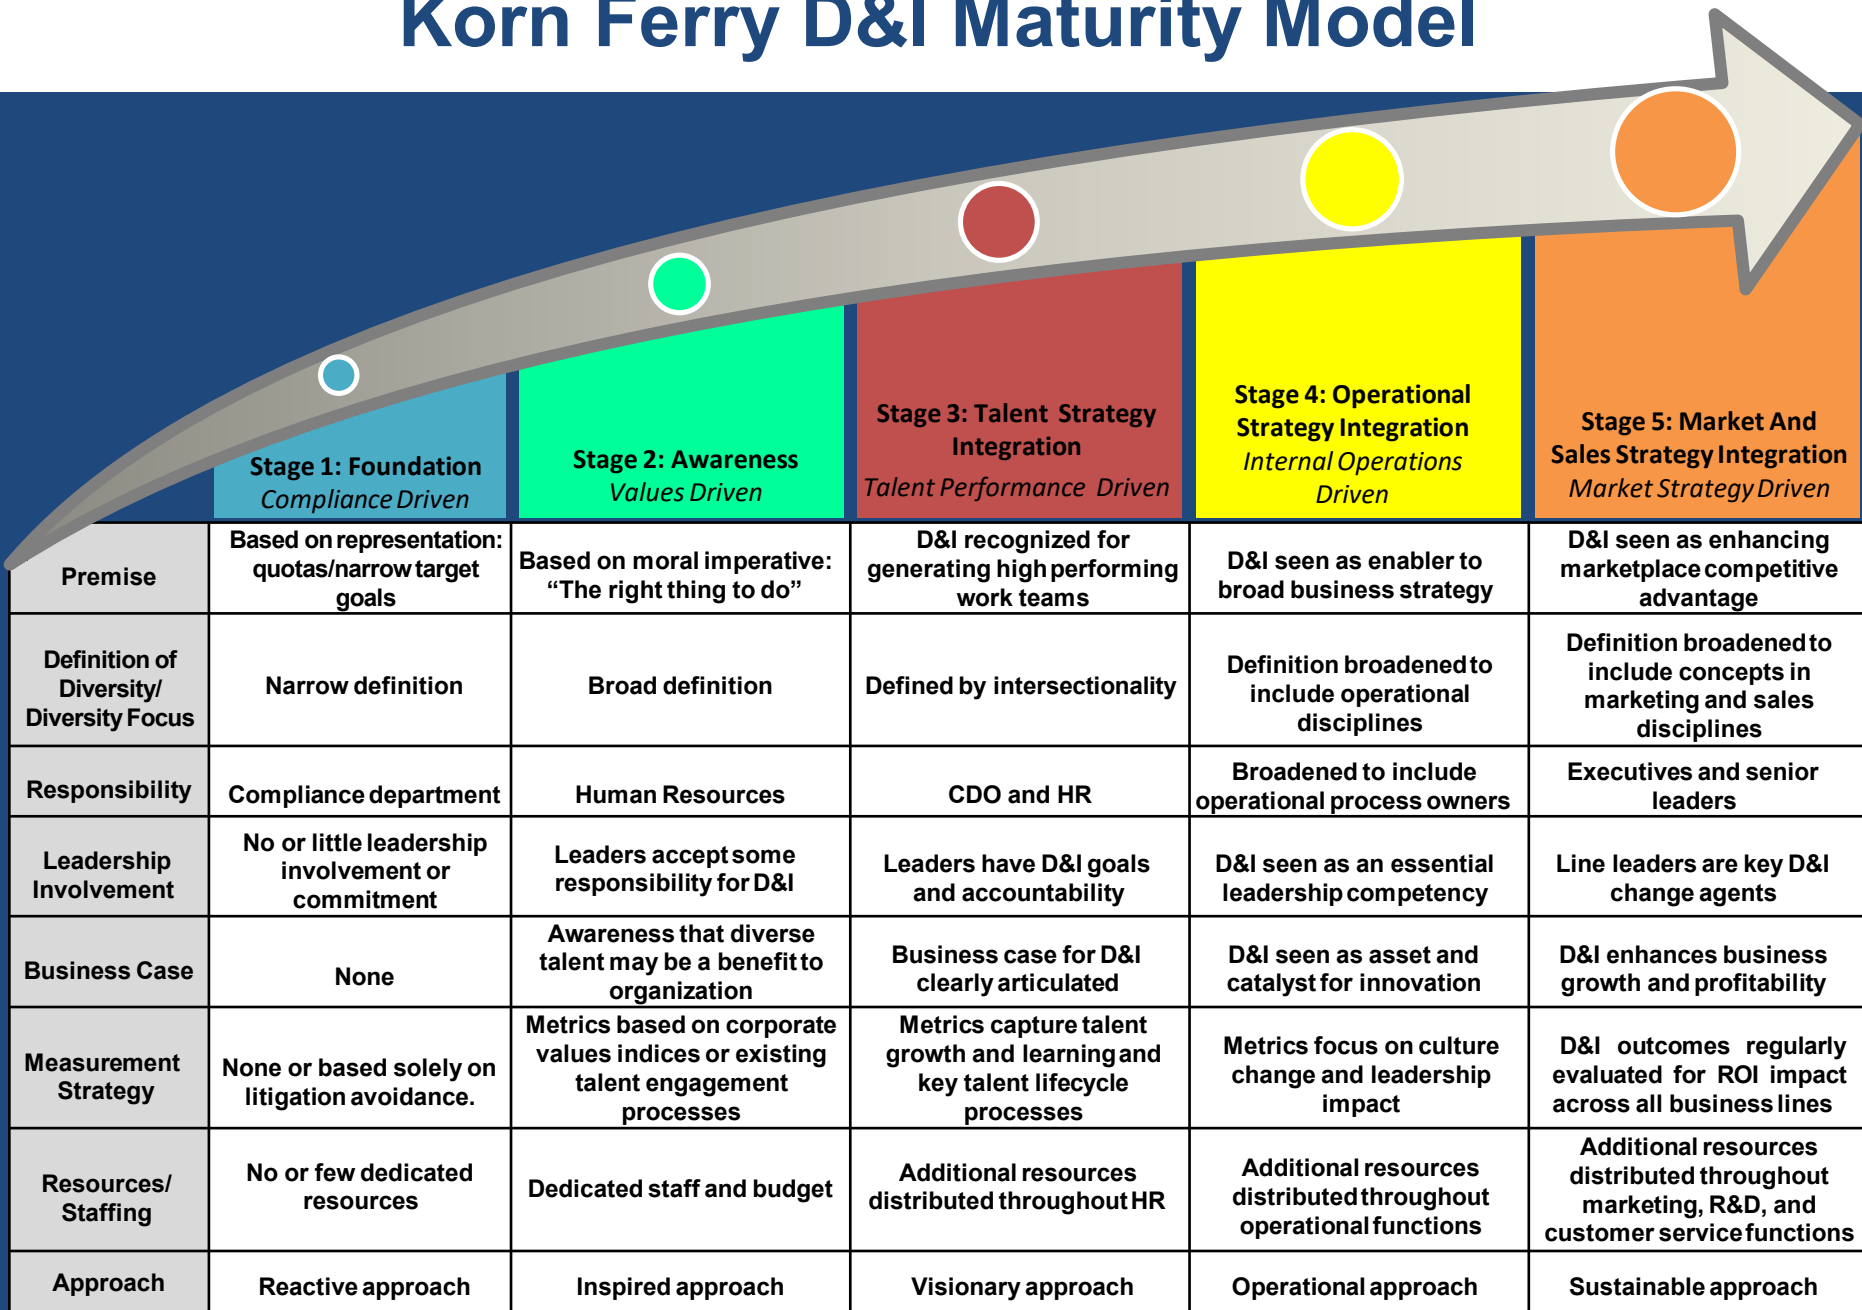 Korn Ferry D&I Maturity Model
Stage 1: Foundation
Compliance Driven
Stage 2: Awareness
Values Driven
Stage 3: Talent Strategy
Integration
Talent Performance Driven
Stage 4: Operational
Strategy Integration
Internal Operations
Driven
Stage 5: Market And
Sales Strategy Integration
Market Strategy Driven
Premise
Based on representation:
quotas/narrow target
goals
Based on moral imperative:
“The right thing to do”
D&I recognized for
generating high performing
work teams
D&I seen as enabler to
broad business strategy
D&I seen as enhancing
marketplace competitive
advantage
Definition of
Diversity/
Diversity Focus
Narrow definition
Broad definition
Defined by intersectionality
Definition broadened to
include operational
disciplines
Definition broadened to
include concepts in
marketing and sales
disciplines
Responsibility
Compliance department
Human Resources
CDO and HR
Broadened to include
operational process owners
Executives and senior
leaders
Leadership
Involvement
No or little leadership
involvement or
commitment
Leaders accept some
responsibility for D&I
Leaders have D&I goals
and accountability
D&I seen as an essential
leadership competency
Line leaders are key D&I
change agents
Business Case
None
Awareness that diverse
talent may be a benefit to
organization
Business case for D&I
clearly articulated
D&I seen as asset and
catalyst for innovation
D&I enhances business
growth and profitability
Measurement
Strategy
None or based solely on
litigation avoidance.
Metrics based on corporate
values indices or existing
talent engagement
processes
Metrics capture talent
growth and learning and
key talent lifecycle
processes
Metrics focus on culture
change and leadership
impact
D&I outcomes regularly
evaluated for ROI impact
across all business lines
Resources/
Staffing
No or few dedicated
resources
Dedicated staff and budget
Additional resources
distributed throughout HR
Additional resources
distributed throughout
operational functions
Additional resources
distributed throughout
marketing, R&D, and
customer service functions
Approach
Reactive approach
Inspired approach
Visionary approach
Operational approach
Sustainable approach